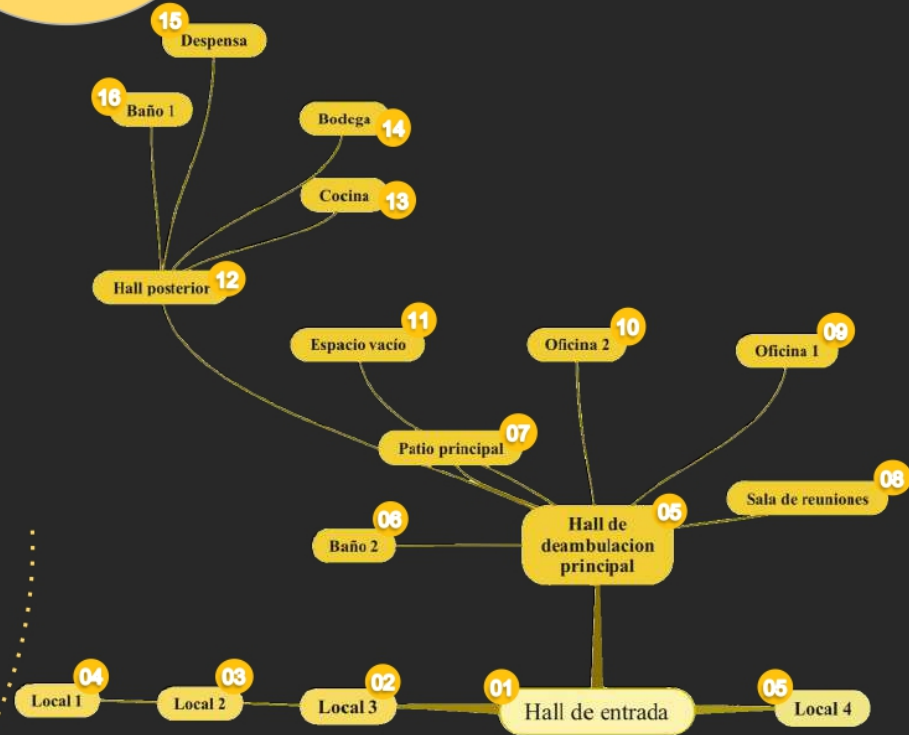 15
Despensa
16
Baño 1
Bodega
14
Cocina
13
Hall posterior
12
11
Espacio vacío
10
Oficina 2
09
Oficina 1
07
Patio principal
08
Sala de reuniones
06
Baño 2
05
Hall de
deambulacion
principal
04
Local 1
03
Local 2
02
Local 3
01
Hall de entrada
05
Local 4